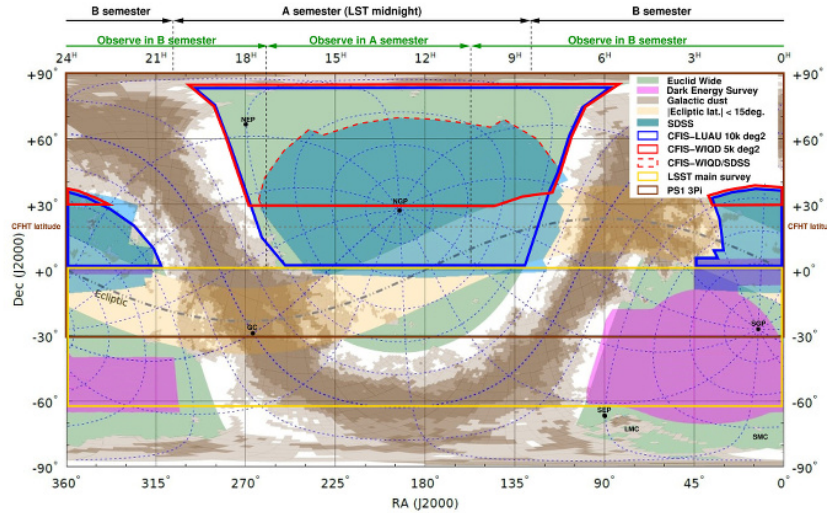 B semester A semester (LST midnight) B semester
Observe in B semester Observe in A semester Observe in B semester
24H 21H 18H 15H 12H 9H 6H 3H 0H
+90° +90°
Euclid Wide
Dark Energy Survey
Galactic dust
|Ecliptic lat.| < 15deg.
SDSS
CFIS-LUAU 10k deg2
CFIS-WIQD 5k deg2
CFIS-WIQD/SDSS
LSST main survey
PS1 3Pi
NEP
+60°
+30° NGP +30°
CFHT latitude CFHT latitude
Dec (J2000)
+0° +0°
Ecliptic
-30° GC SGP -30°
-60° SEP -60°
LMC SMC
-90° -90°
360 315 270 225 180 135 90 45 0
RA (J2000)